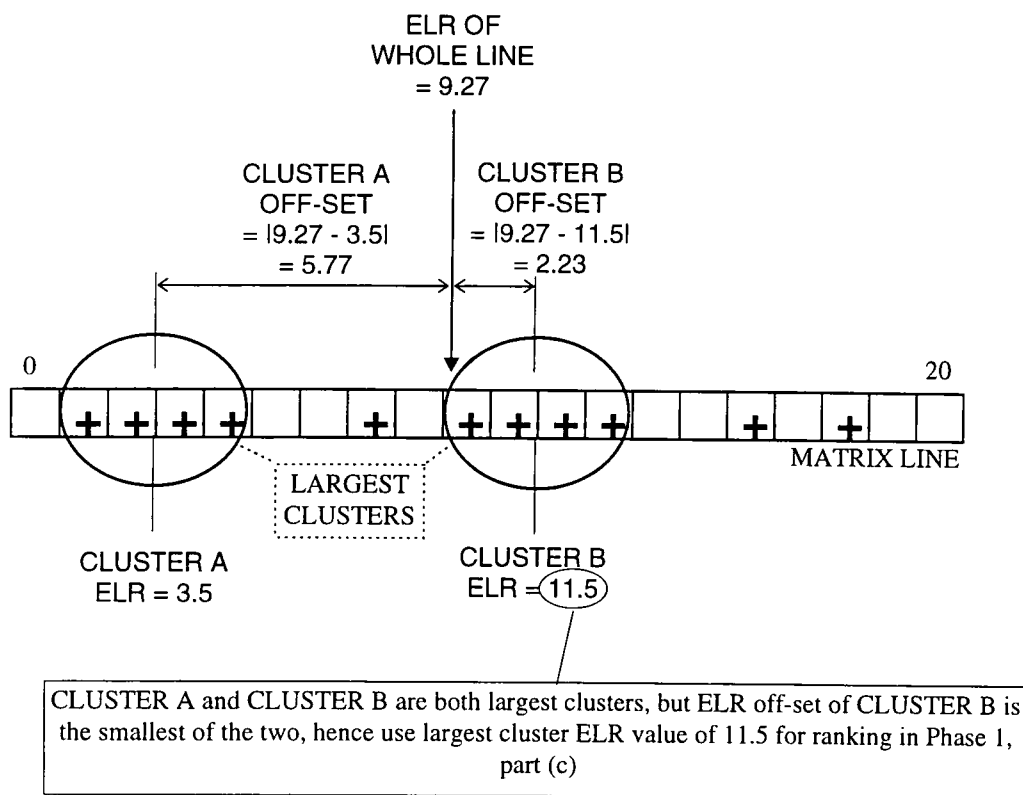 ELR OF
WHOLE LINE
= 9.27
CLUSTER A
OFF-SET
= |9.27 - 3.5|
= 5.77
CLUSTER B
OFF-SET
= |9.27 - 11.5|
= 2.23
0
20
+ + + + + + + + + + +
MATRIX LINE
LARGEST
CLUSTERS
CLUSTER A
ELR = 3.5
CLUSTER B
ELR = 11.5
CLUSTER A and CLUSTER B are both largest clusters, but ELR off-set of CLUSTER B is
the smallest of the two, hence use largest cluster ELR value of 11.5 for ranking in Phase 1,
part (c)